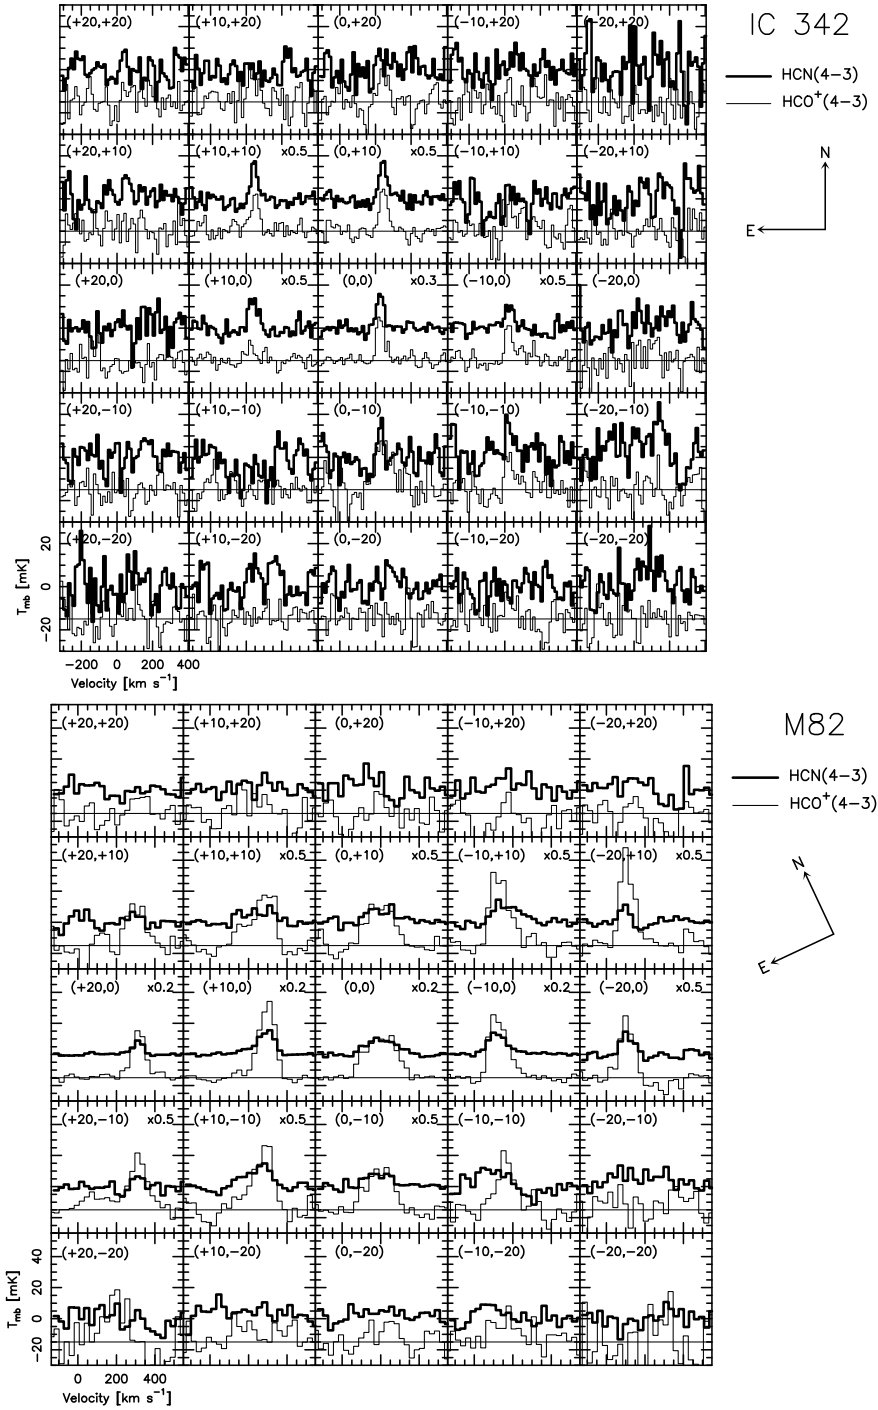 (+20,+20) (+10,+20) (0,+20) (−10,+20) (−20,+20)
IC 342
HCN(4−3)
HCO+(4−3)
(+20,+10) (+10,+10) x0.5 (0,+10) x0.5 (−10,+10) (−20,+10)
N
E
(+20,0) (+10,0) x0.5 (0,0) x0.3 (−10,0) x0.5 (−20,0)
(+20,−10) (+10,−10) (0,−10) (−10,−10) (−20,−10)
(+20,−20) (+10,−20) (0,−20) (−10,−20) (−20,−20)
20
0
−20
Tmb [mK]
−200 0 200 400
Velocity [km s−1]
(+20,+20) (+10,+20) (0,+20) (−10,+20) (−20,+20)
M82
HCN(4−3)
HCO+(4−3)
(+20,+10) (+10,+10) x0.5 (0,+10) x0.5 (−10,+10) x0.5 (−20,+10) x0.5
N
E
(+20,0) x0.2 (+10,0) x0.2 (0,0) x0.2 (−10,0) x0.2 (−20,0) x0.5
(+20,−10) x0.5 (+10,−10) x0.5 (0,−10) x0.5 (−10,−10) (−20,−10)
(+20,−20) (+10,−20) (0,−20) (−10,−20) (−20,−20)
40
20
0
−20
Tmb [mK]
0 200 400
Velocity [km s−1]